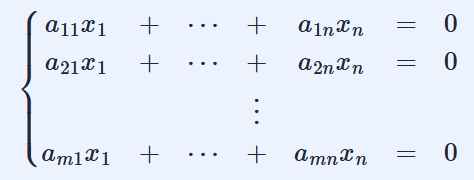 a₁₁x₁ + ⋯ + a₁ₙxₙ = 0
a₂₁x₁ + ⋯ + a₂ₙxₙ = 0
⋮
aₘ₁x₁ + ⋯ + aₘₙxₙ = 0